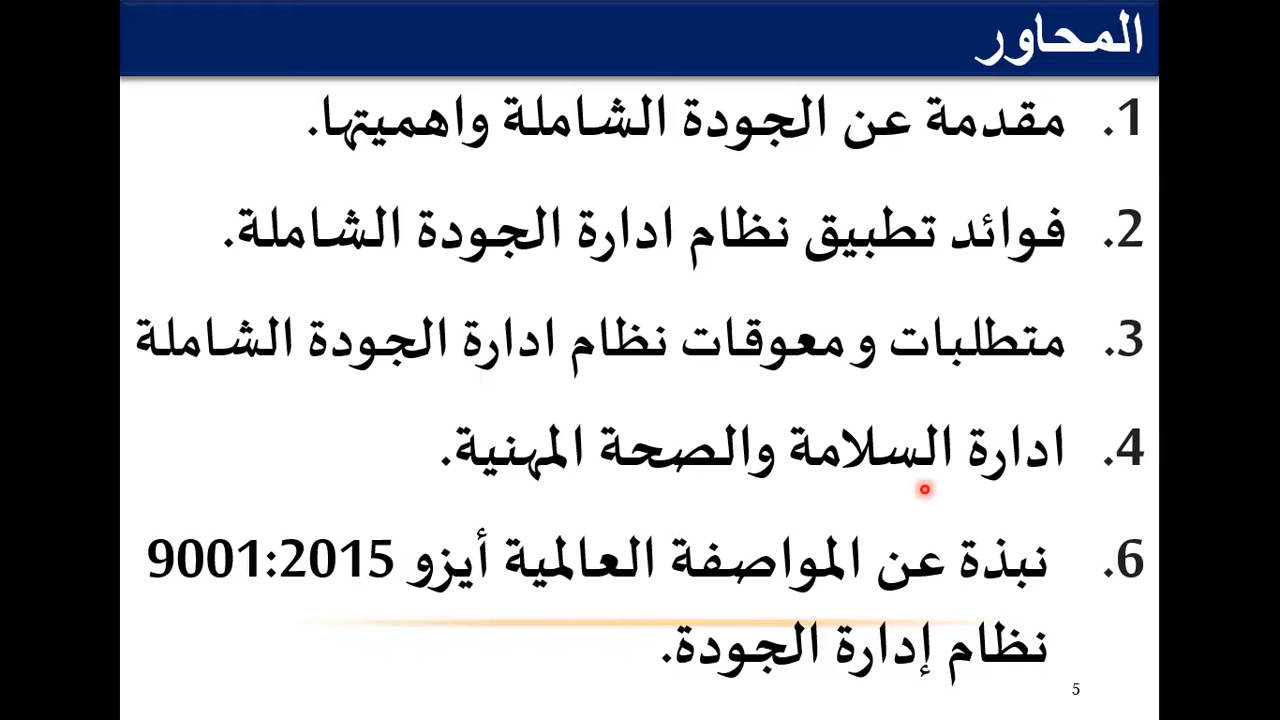 المحاور
1. مقدمة عن الجودة الشاملة واهميتها.
2. فوائد تطبيق نظام ادارة الجودة الشاملة.
3. متطلبات ومعوقات نظام ادارة الجودة الشاملة
4. ادارة السلامة والصحة المهنية.
6. نبذة عن المواصفة العالمية أيزو 9001:2015
نظام إدارة الجودة.
5